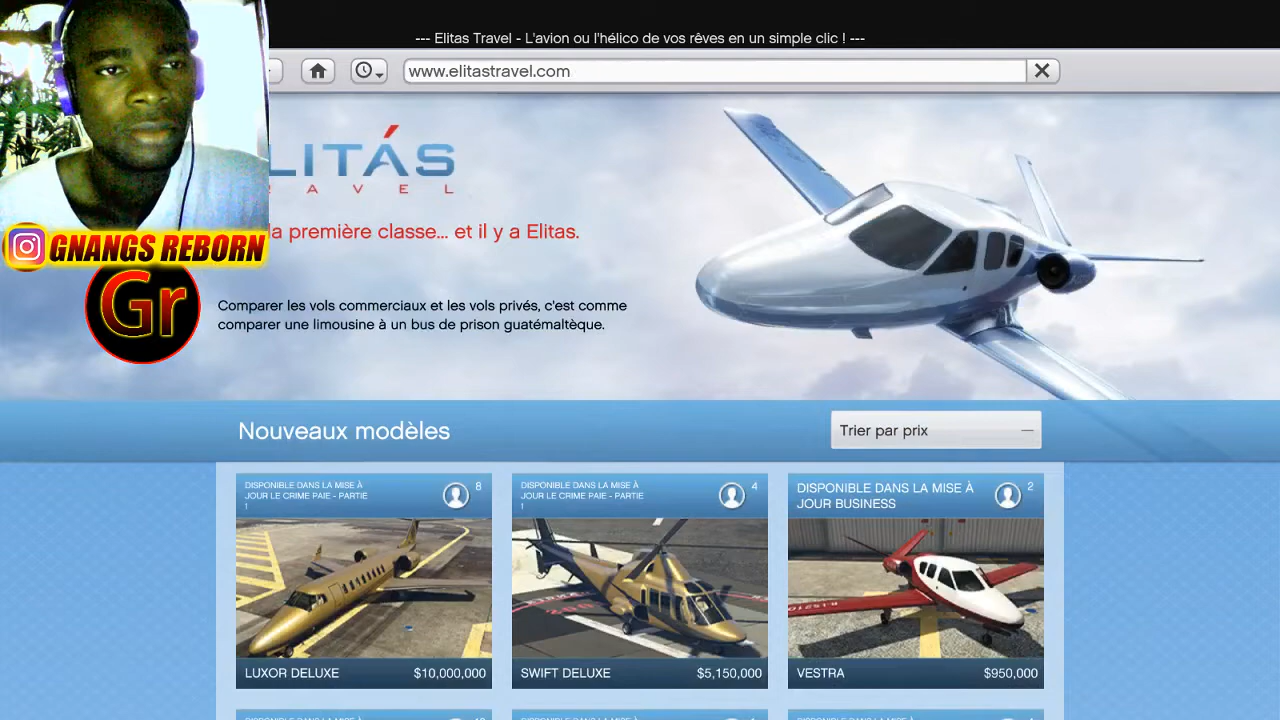 --- Elitas Travel - L'avion ou l'hélico de vos rêves en un simple clic ! ---
www.elitastravel.com
LITÁS
RAVEL
la première classe... et il y a Elitas.
GNANGS REBORN
Gr
Comparer les vols commerciaux et les vols privés, c'est comme
comparer une limousine à un bus de prison guatémaltèque.
Nouveaux modèles
Trier par prix
DISPONIBLE DANS LA MISE À
JOUR LE CRIME PAIE - PARTIE
I
8
DISPONIBLE DANS LA MISE À
JOUR LE CRIME PAIE - PARTIE
I
4
DISPONIBLE DANS LA MISE À
JOUR BUSINESS
2
LUXOR DELUXE $10,000,000
SWIFT DELUXE $5,150,000
VESTRA $950,000